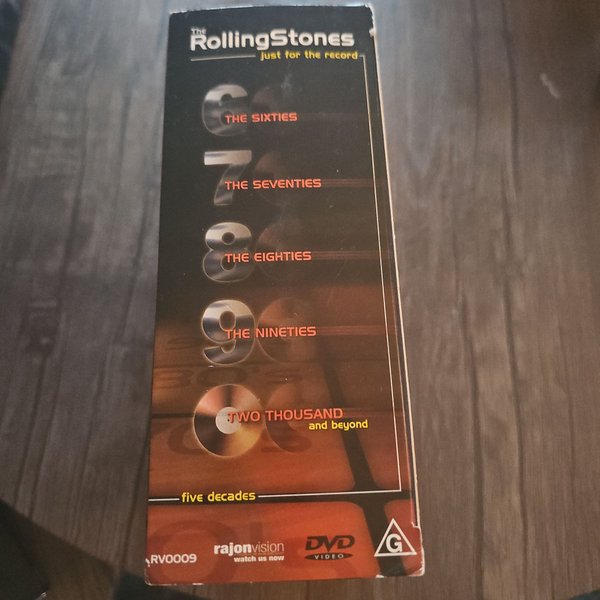 The
RollingStones
just for the record
6
THE SIXTIES
7
THE SEVENTIES
8
THE EIGHTIES
9
THE NINETIES
TWO THOUSAND
and beyond
five decades
RV0009
rajonvision
watch us now
DVD
VIDEO
G